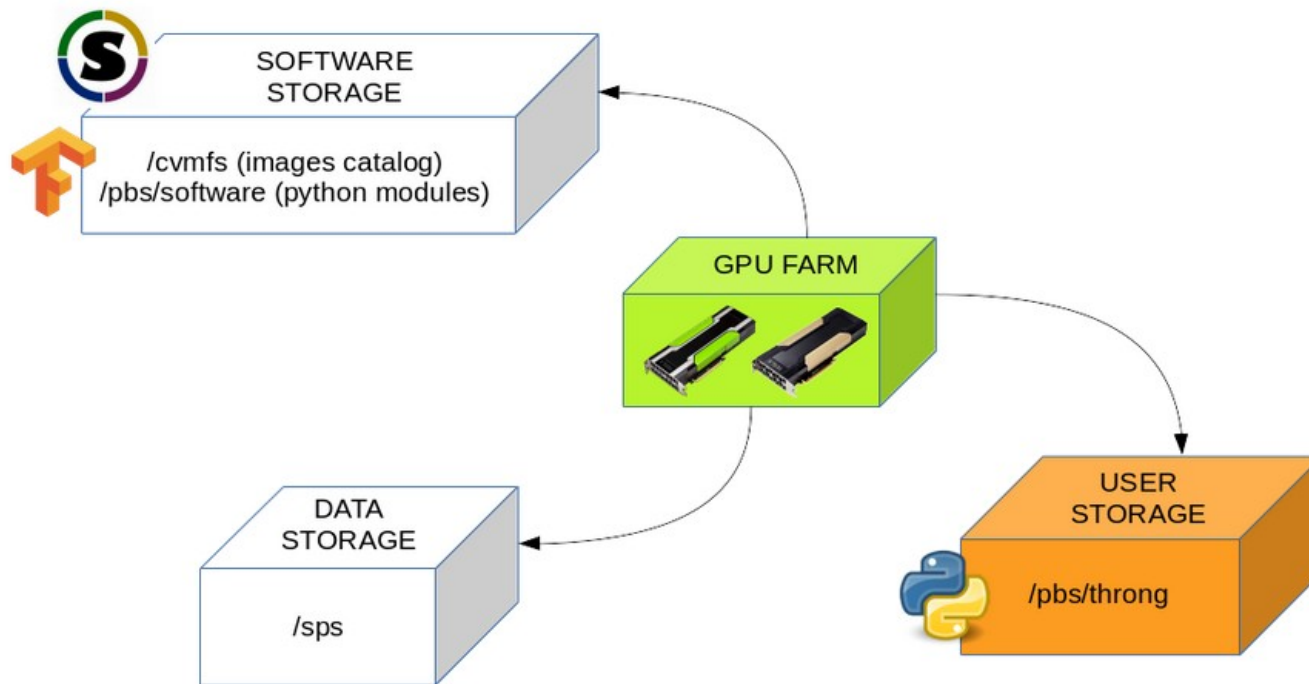 S
SOFTWARE
STORAGE
/cvmfs (images catalog)
/pbs/software (python modules)
GPU FARM
DATA
STORAGE
/sps
USER
STORAGE
/pbs/throng